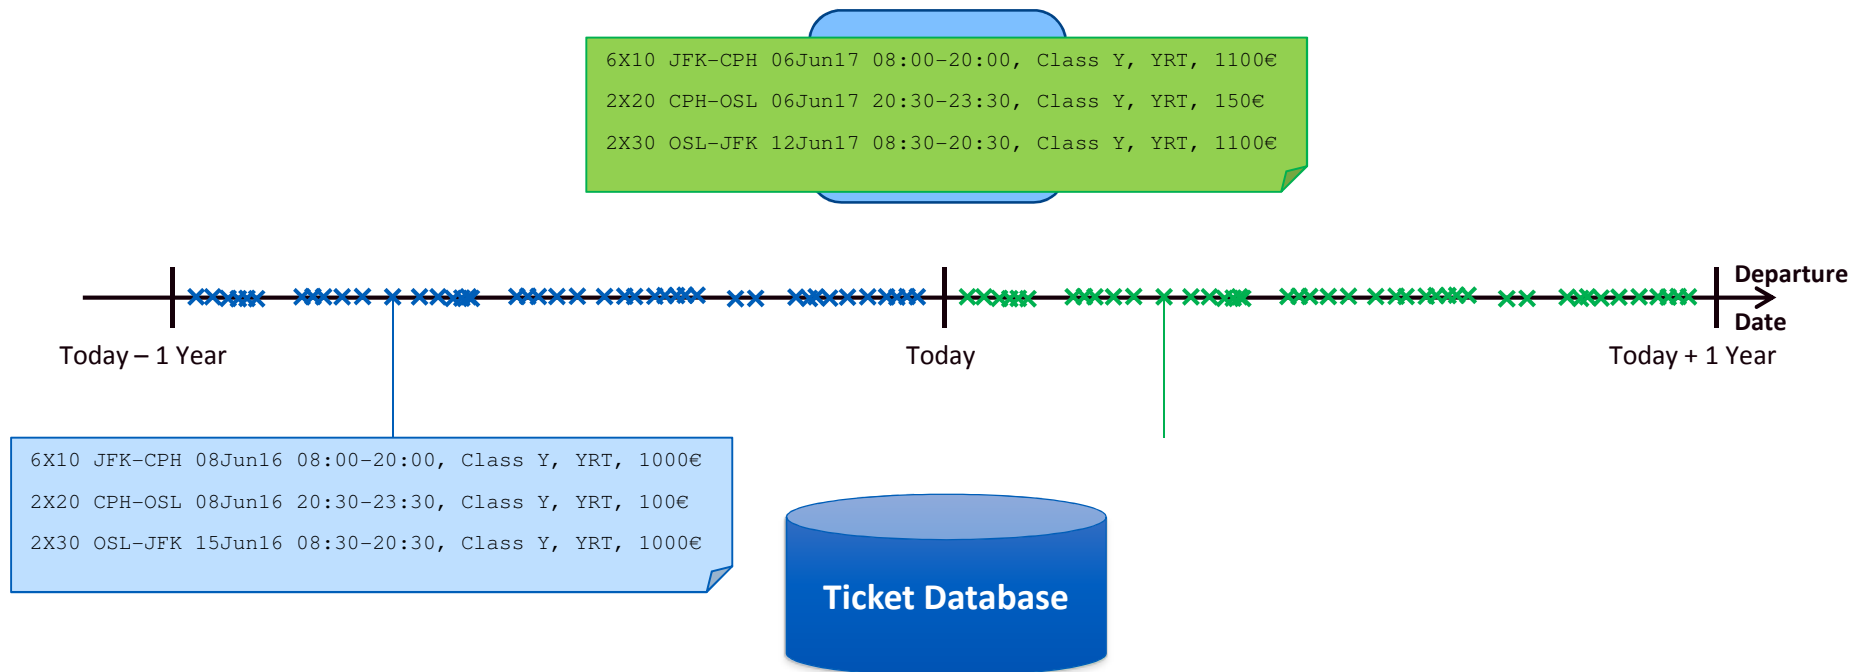 6X10 JFK–CPH 06Jun17 08:00–20:00, Class Y, YRT, 1100€
2X20 CPH–OSL 06Jun17 20:30–23:30, Class Y, YRT, 150€
2X30 OSL–JFK 12Jun17 08:30–20:30, Class Y, YRT, 1100€
Departure
Date
Today – 1 Year
Today
Today + 1 Year
6X10 JFK–CPH 08Jun16 08:00–20:00, Class Y, YRT, 1000€
2X20 CPH–OSL 08Jun16 20:30–23:30, Class Y, YRT, 100€
2X30 OSL–JFK 15Jun16 08:30–20:30, Class Y, YRT, 1000€
Ticket Database